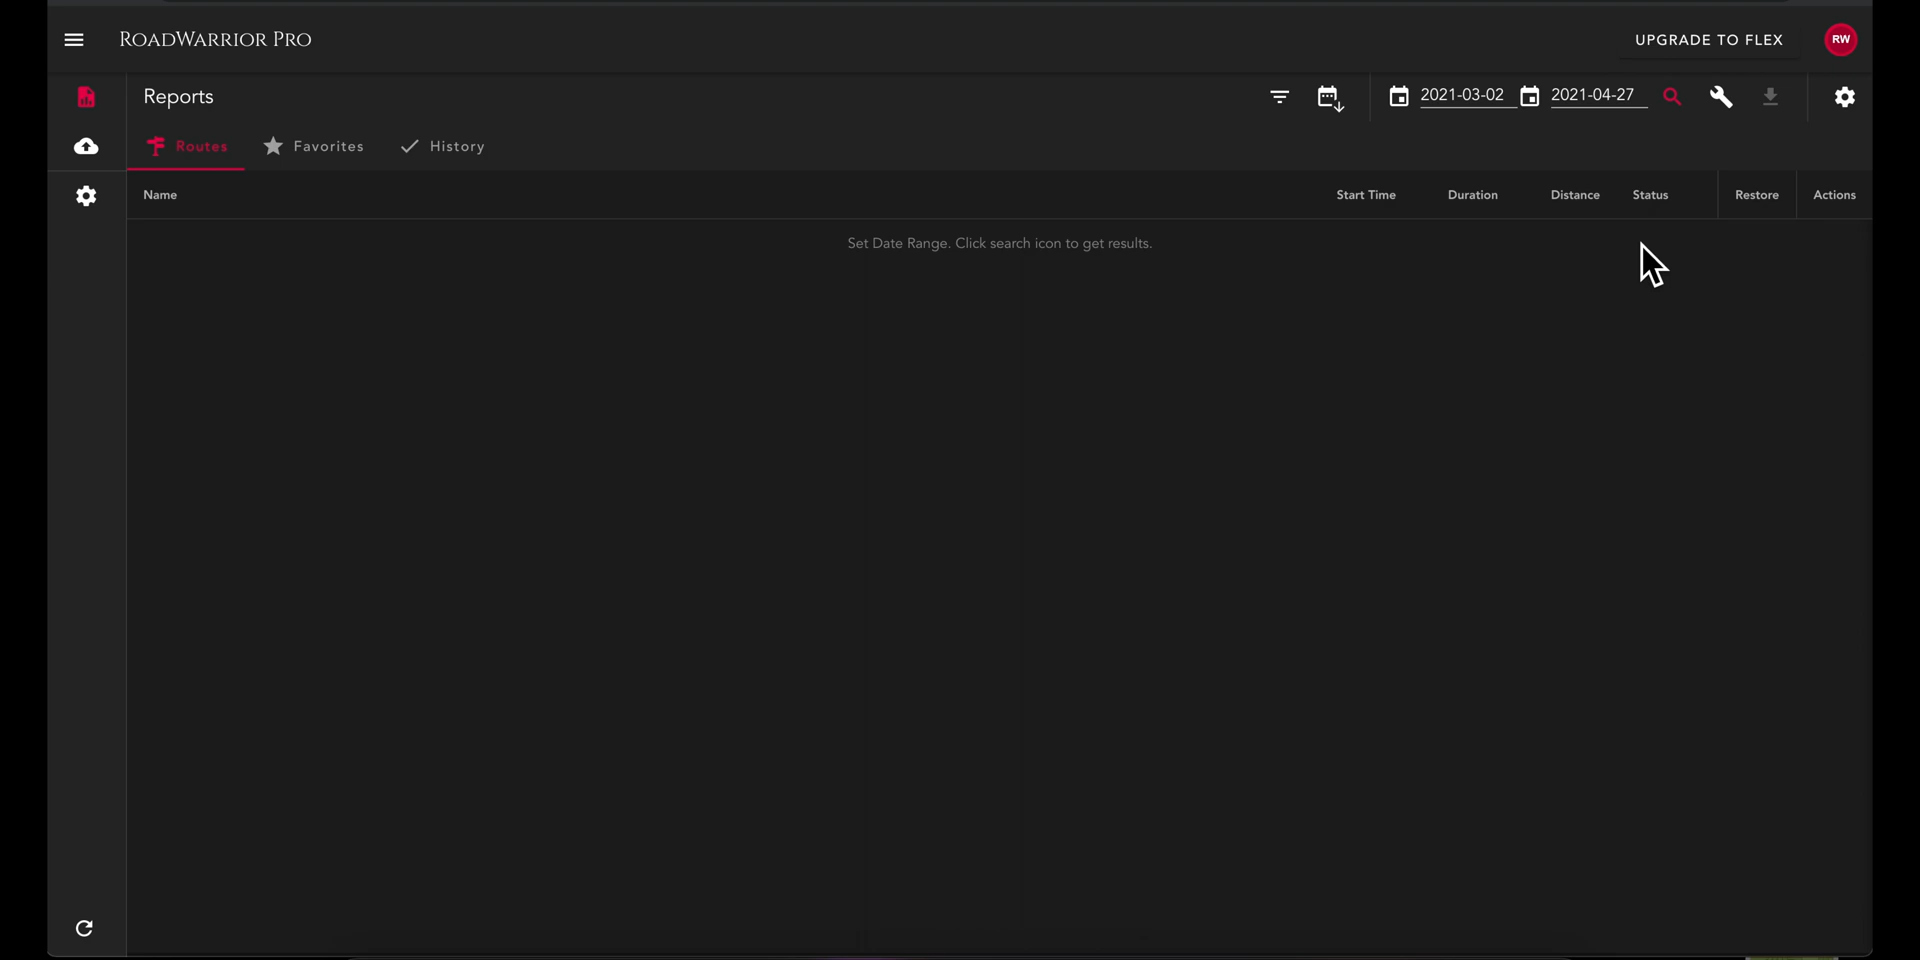 RoadWarrior Pro
UPGRADE TO FLEX
RW
Reports
2021-03-02
2021-04-27
Routes
Favorites
History
Name
Start Time
Duration
Distance
Status
Restore
Actions
Set Date Range. Click search icon to get results.